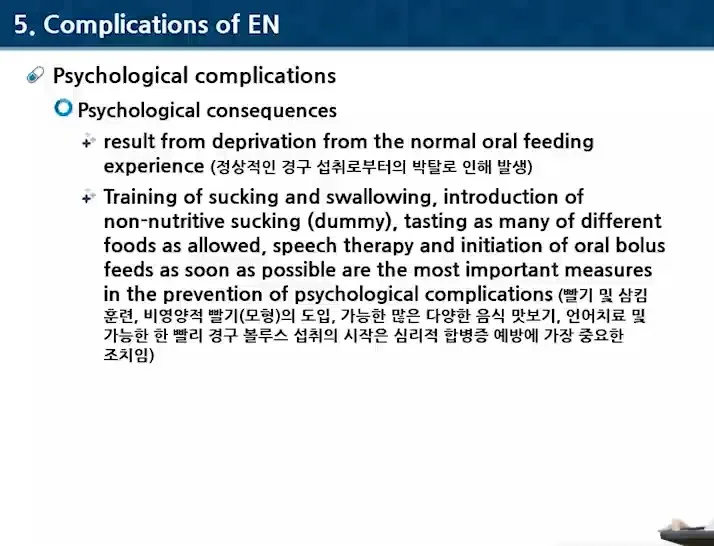 5. Complications of EN
Psychological complications
Psychological consequences
result from deprivation from the normal oral feeding
experience (정상적인 경구 섭취로부터의 박탈로 인해 발생)
Training of sucking and swallowing, introduction of
non-nutritive sucking (dummy), tasting as many of different
foods as allowed, speech therapy and initiation of oral bolus
feeds as soon as possible are the most important measures
in the prevention of psychological complications (빨기 및 삼킴
훈련, 비영양적 빨기(모형)의 도입, 가능한 많은 다양한 음식 맛보기, 언어치료 및
가능한 한 빨리 경구 볼루스 섭취의 시작은 심리적 합병증 예방에 가장 중요한
조치임)